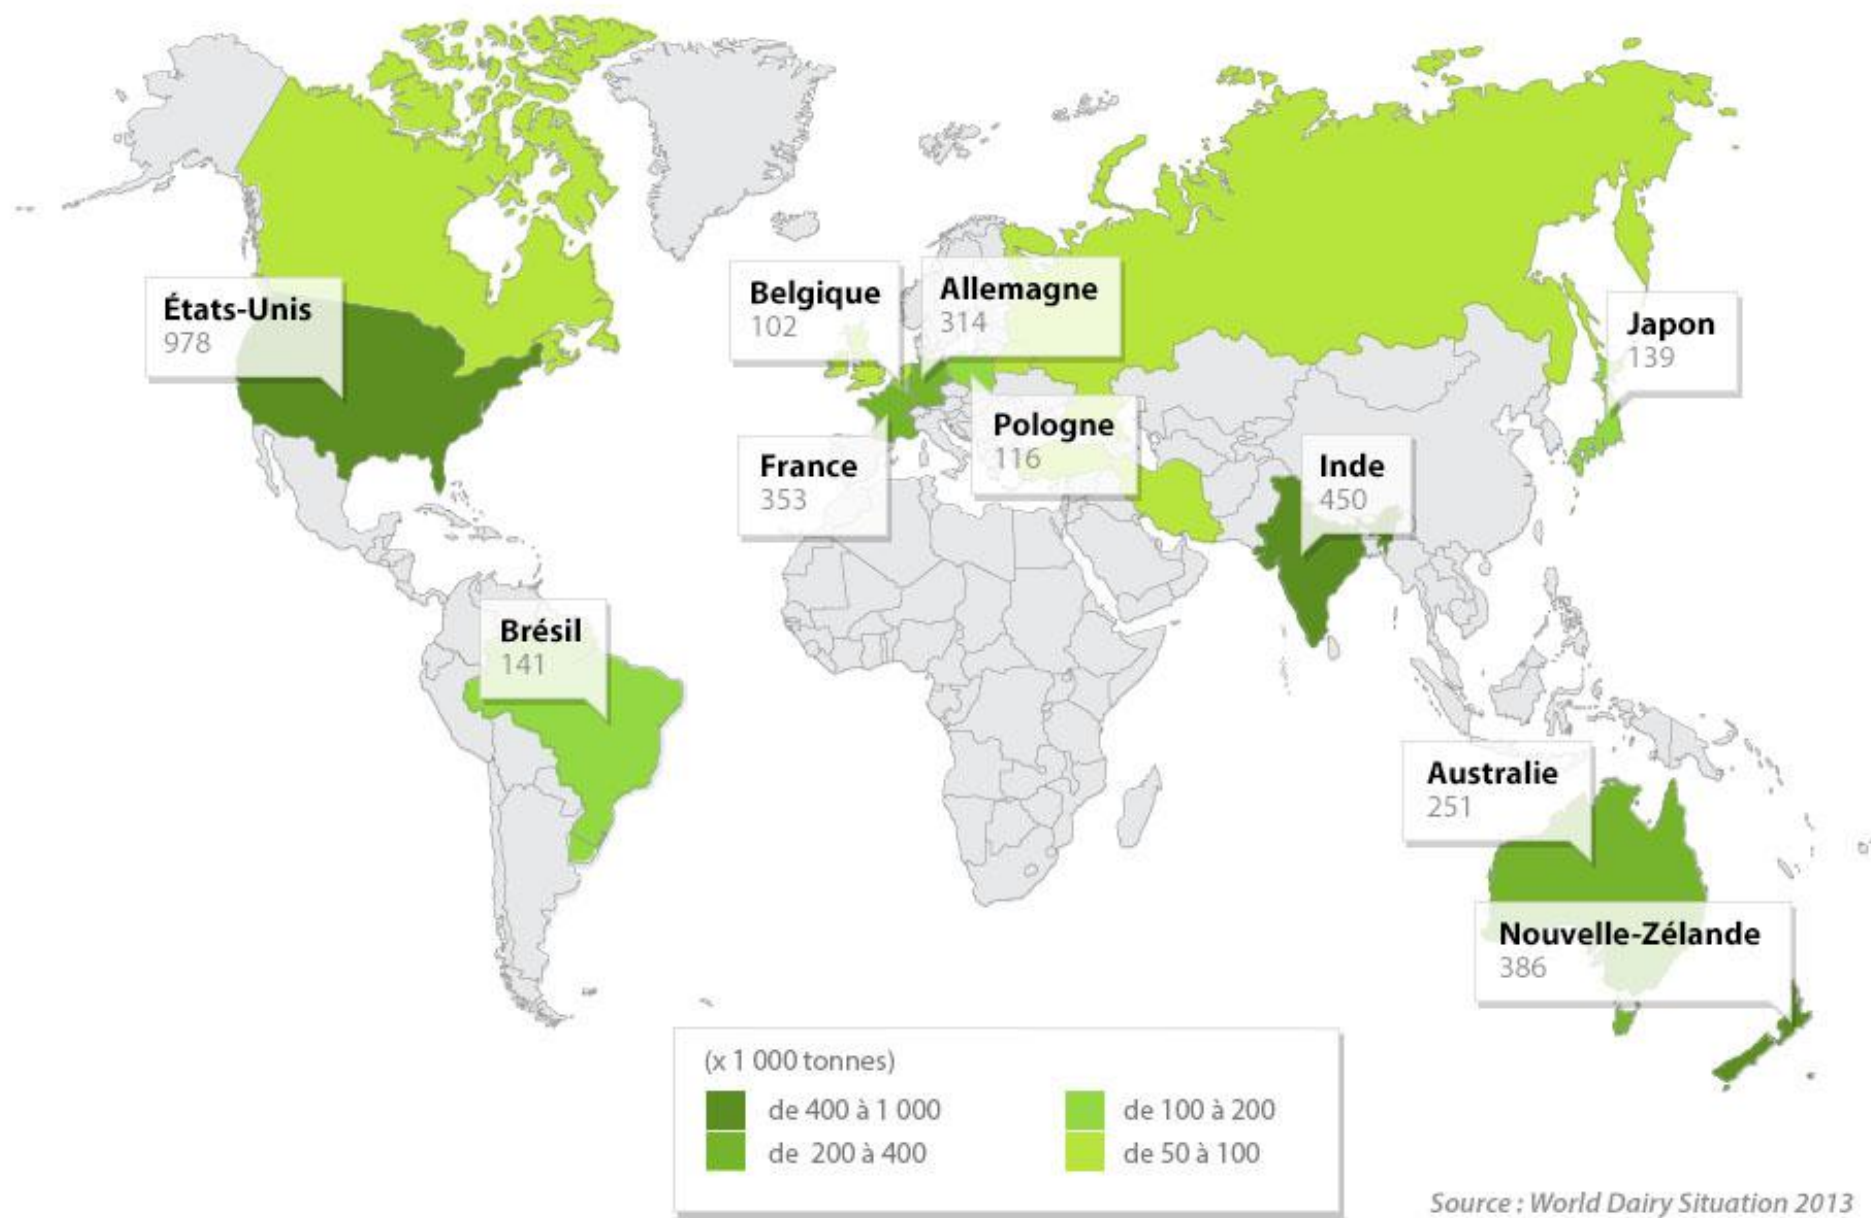 États-Unis
978
Belgique
102
Allemagne
314
Japon
139
Pologne
116
France
353
Inde
450
Brésil
141
Australie
251
Nouvelle-Zélande
386
(x 1 000 tonnes)
de 400 à 1 000
de 200 à 400
de 100 à 200
de 50 à 100
Source : World Dairy Situation 2013